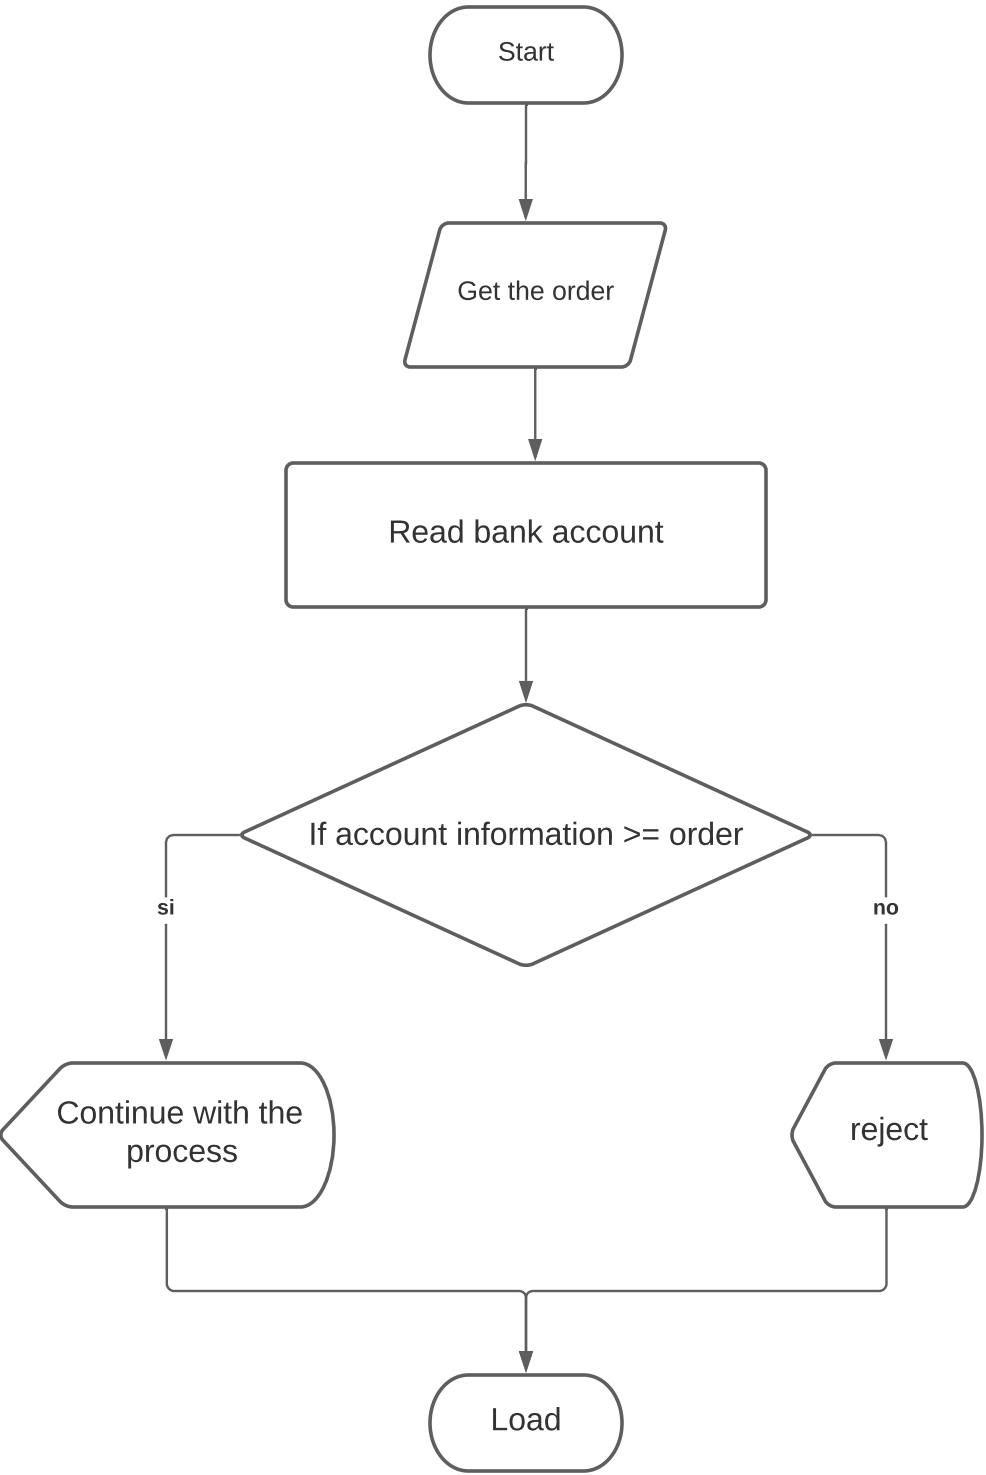 Start
Get the order
Read bank account
If account information >= order
si
no
Continue with the
process
reject
Load